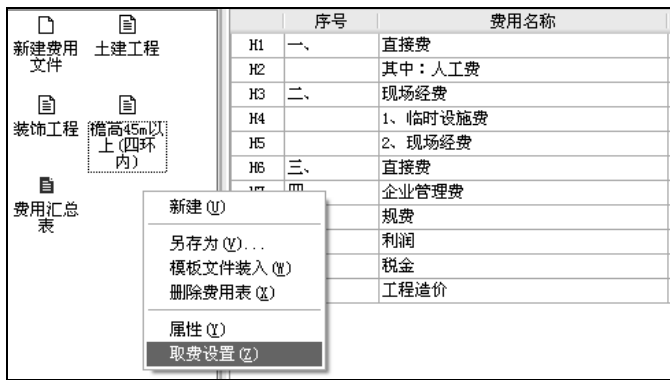 新建费用
文件
土建工程
装饰工程
檐高45m以
上(四环
内)
费用汇总
表
序号 费用名称
H1 一、 直接费
H2 其中：人工费
H3 二、 现场经费
H4 1、临时设施费
H5 2、现场经费
H6 三、 直接费
H7 四 企业管理费
规费
利润
税金
工程造价
新建(U)
另存为(V)...
模板文件装入(W)
删除费用表(X)
属性(Y)
取费设置(Z)